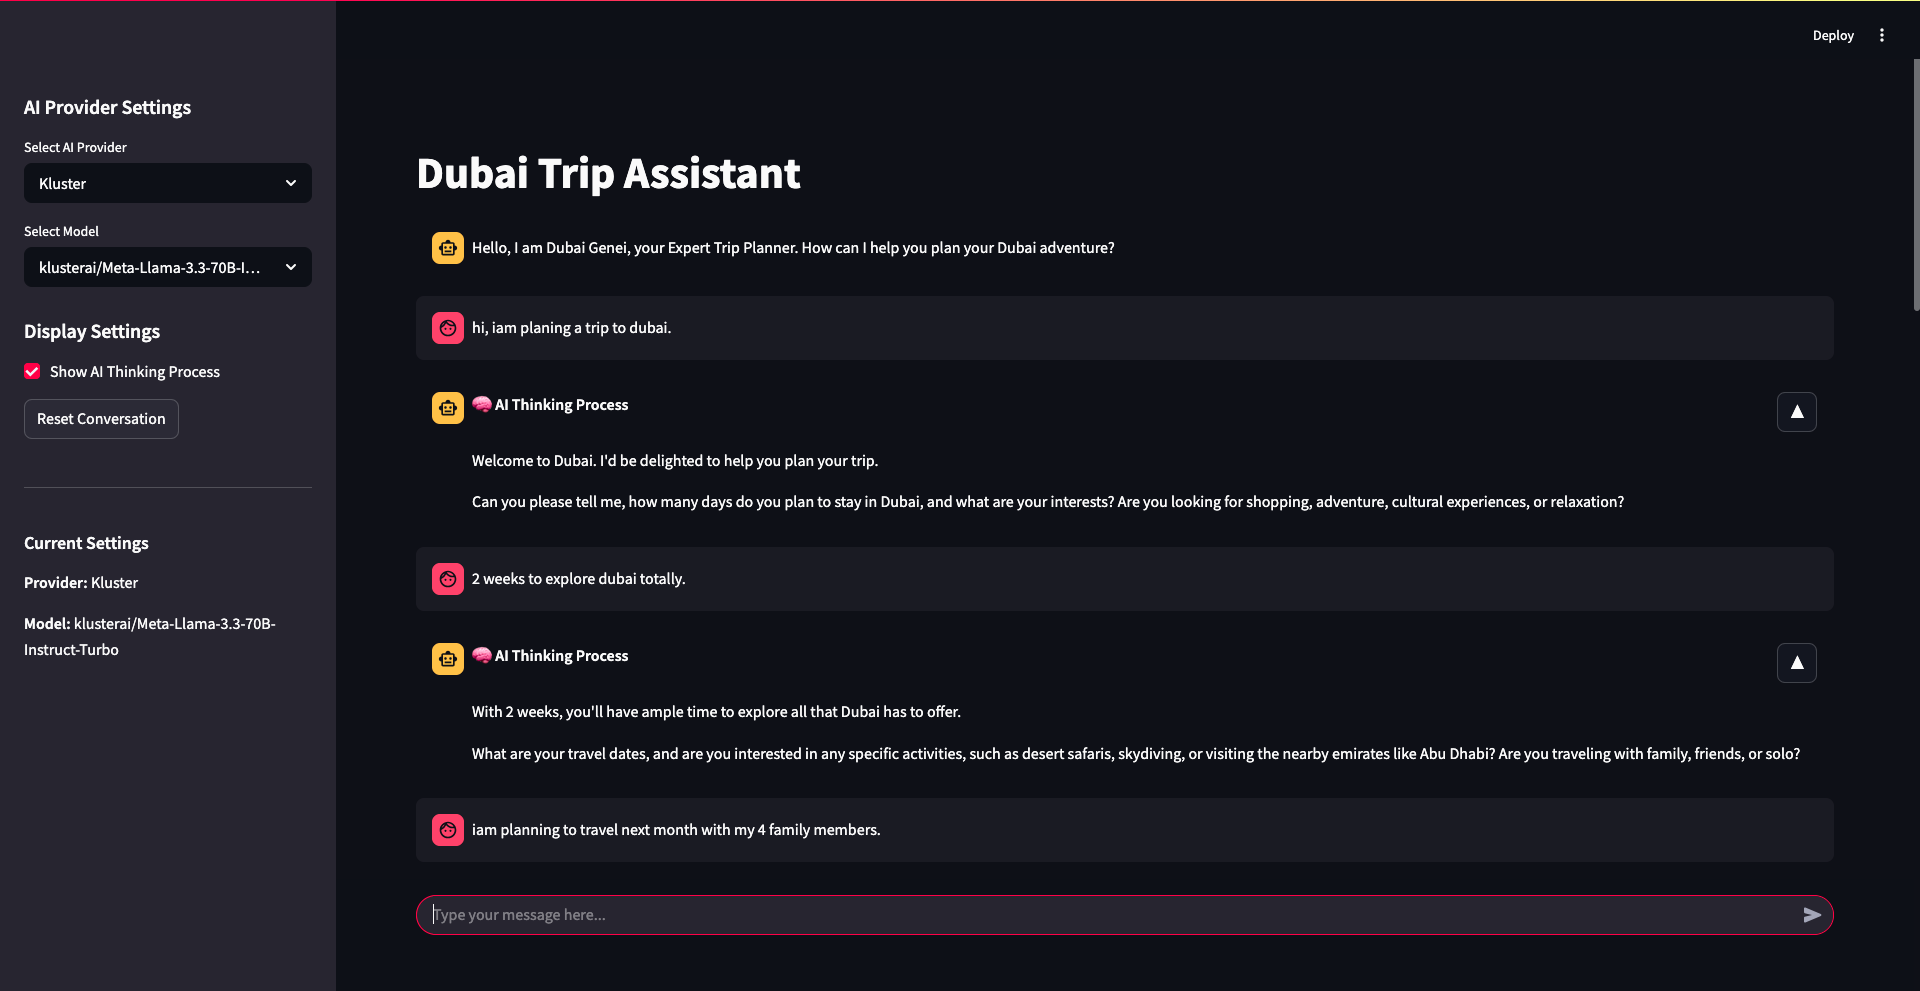 Deploy
AI Provider Settings
Select AI Provider
Kluster
Select Model
klusterai/Meta-Llama-3.3-70B-I...
Display Settings
Show AI Thinking Process
Reset Conversation
Current Settings
Provider: Kluster
Model: klusterai/Meta-Llama-3.3-70B-
Instruct-Turbo
Dubai Trip Assistant
Hello, I am Dubai Genei, your Expert Trip Planner. How can I help you plan your Dubai adventure?
hi, iam planing a trip to dubai.
🧠 AI Thinking Process
Welcome to Dubai. I'd be delighted to help you plan your trip.
Can you please tell me, how many days do you plan to stay in Dubai, and what are your interests? Are you looking for shopping, adventure, cultural experiences, or relaxation?
2 weeks to explore dubai totally.
🧠 AI Thinking Process
With 2 weeks, you'll have ample time to explore all that Dubai has to offer.
What are your travel dates, and are you interested in any specific activities, such as desert safaris, skydiving, or visiting the nearby emirates like Abu Dhabi? Are you traveling with family, friends, or solo?
iam planning to travel next month with my 4 family members.
Type your message here...